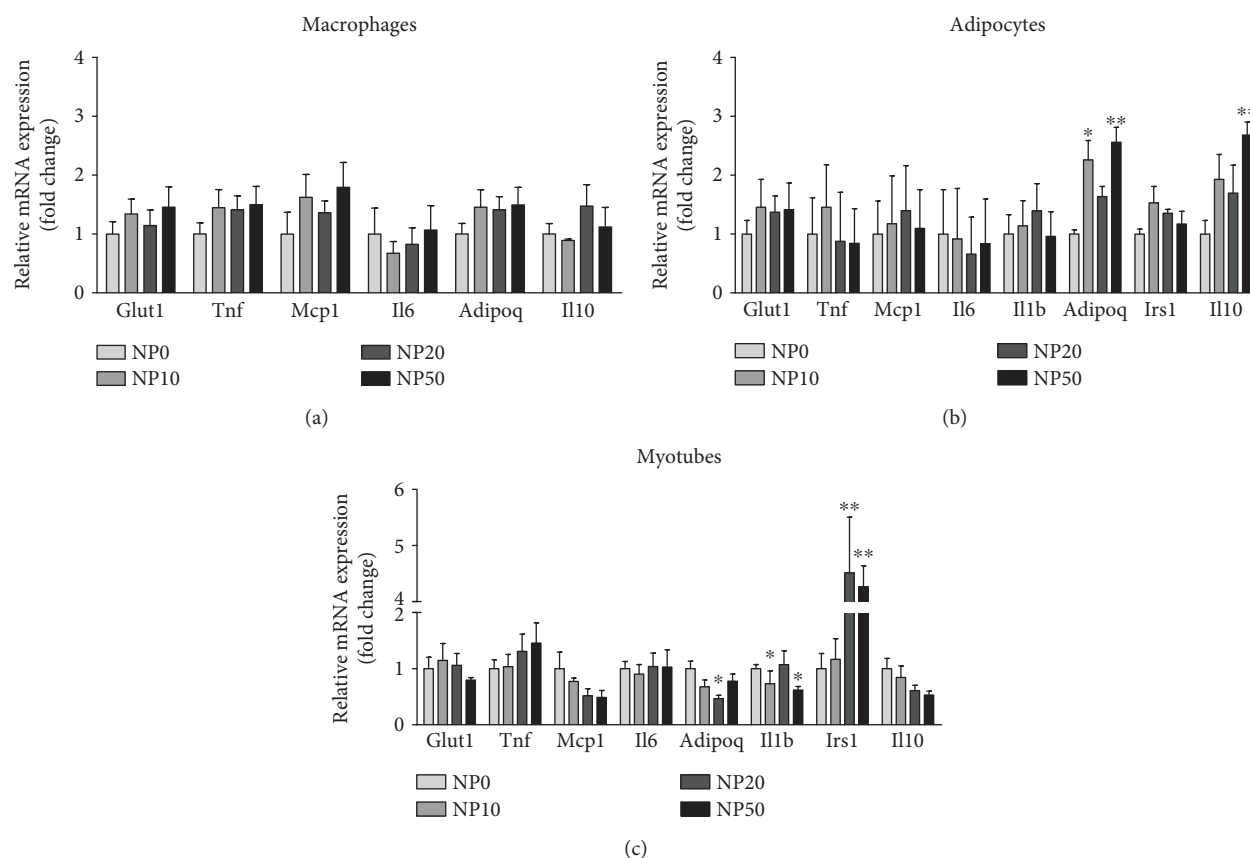 Macrophages
Relative mRNA expression
(fold change)
4
3
2
1
0
Glut1 Tnf Mcp1 Il6 Adipoq Il10
NP0 NP20
NP10 NP50
(a)
Adipocytes
Relative mRNA expression
(fold change)
4
3
2
1
0
* ** **
Glut1 Tnf Mcp1 Il6 Il1b Adipoq Irs1 Il10
NP0 NP20
NP10 NP50
(b)
Myotubes
Relative mRNA expression
(fold change)
6
5
4
2
1
0
* * * ** **
Glut1 Tnf Mcp1 Il6 Adipoq Il1b Irs1 Il10
NP0 NP20
NP10 NP50
(c)